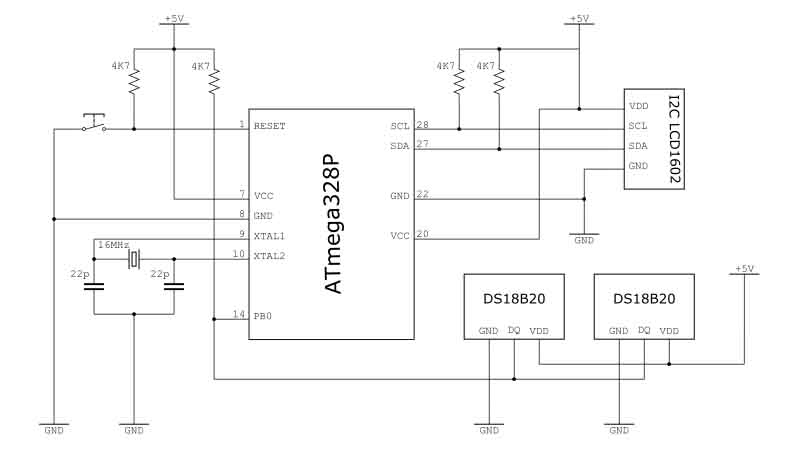 +5V
+5V
4K7
4K7
4K7
4K7
I2C LCD1602
VDD
SCL
SDA
GND
1
RESET
SCL
28
SDA
27
ATmega328P
7
VCC
GND
22
8
GND
9
XTAL1
VCC
20
10
XTAL2
GND
16MHz
22p
22p
14
PB0
+5V
DS18B20
GND
DQ
VDD
DS18B20
GND
DQ
VDD
GND
GND
GND
GND